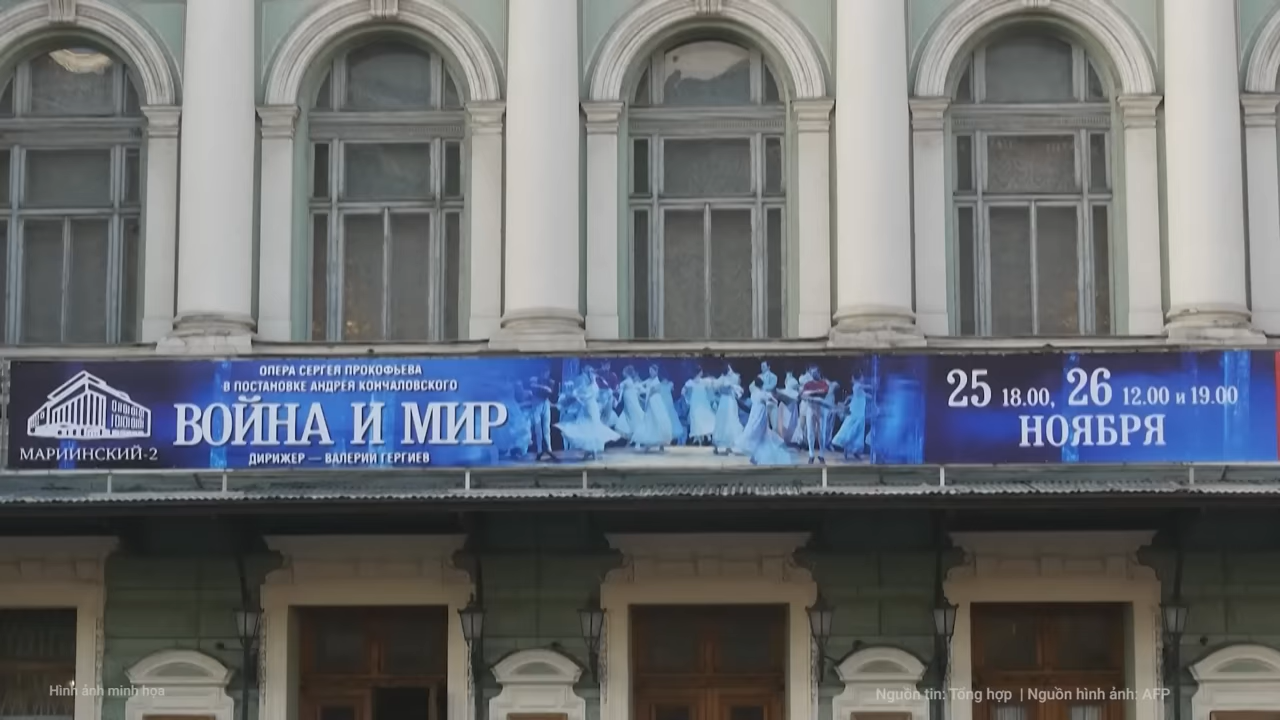 ОПЕРА СЕРГЕЯ ПРОКОФЬЕВА
В ПОСТАНОВКЕ АНДРЕЯ КОНЧАЛОВСКОГО
ВОЙНА И МИР
ДИРИЖЕР — ВАЛЕРИЙ ГЕРГИЕВ
МАРИИНСКИЙ-2
25 18.00, 26 12.00 и 19.00
НОЯБРЯ
Hình ảnh minh họa
Nguồn tin: Tổng hợp | Nguồn hình ảnh: AFP